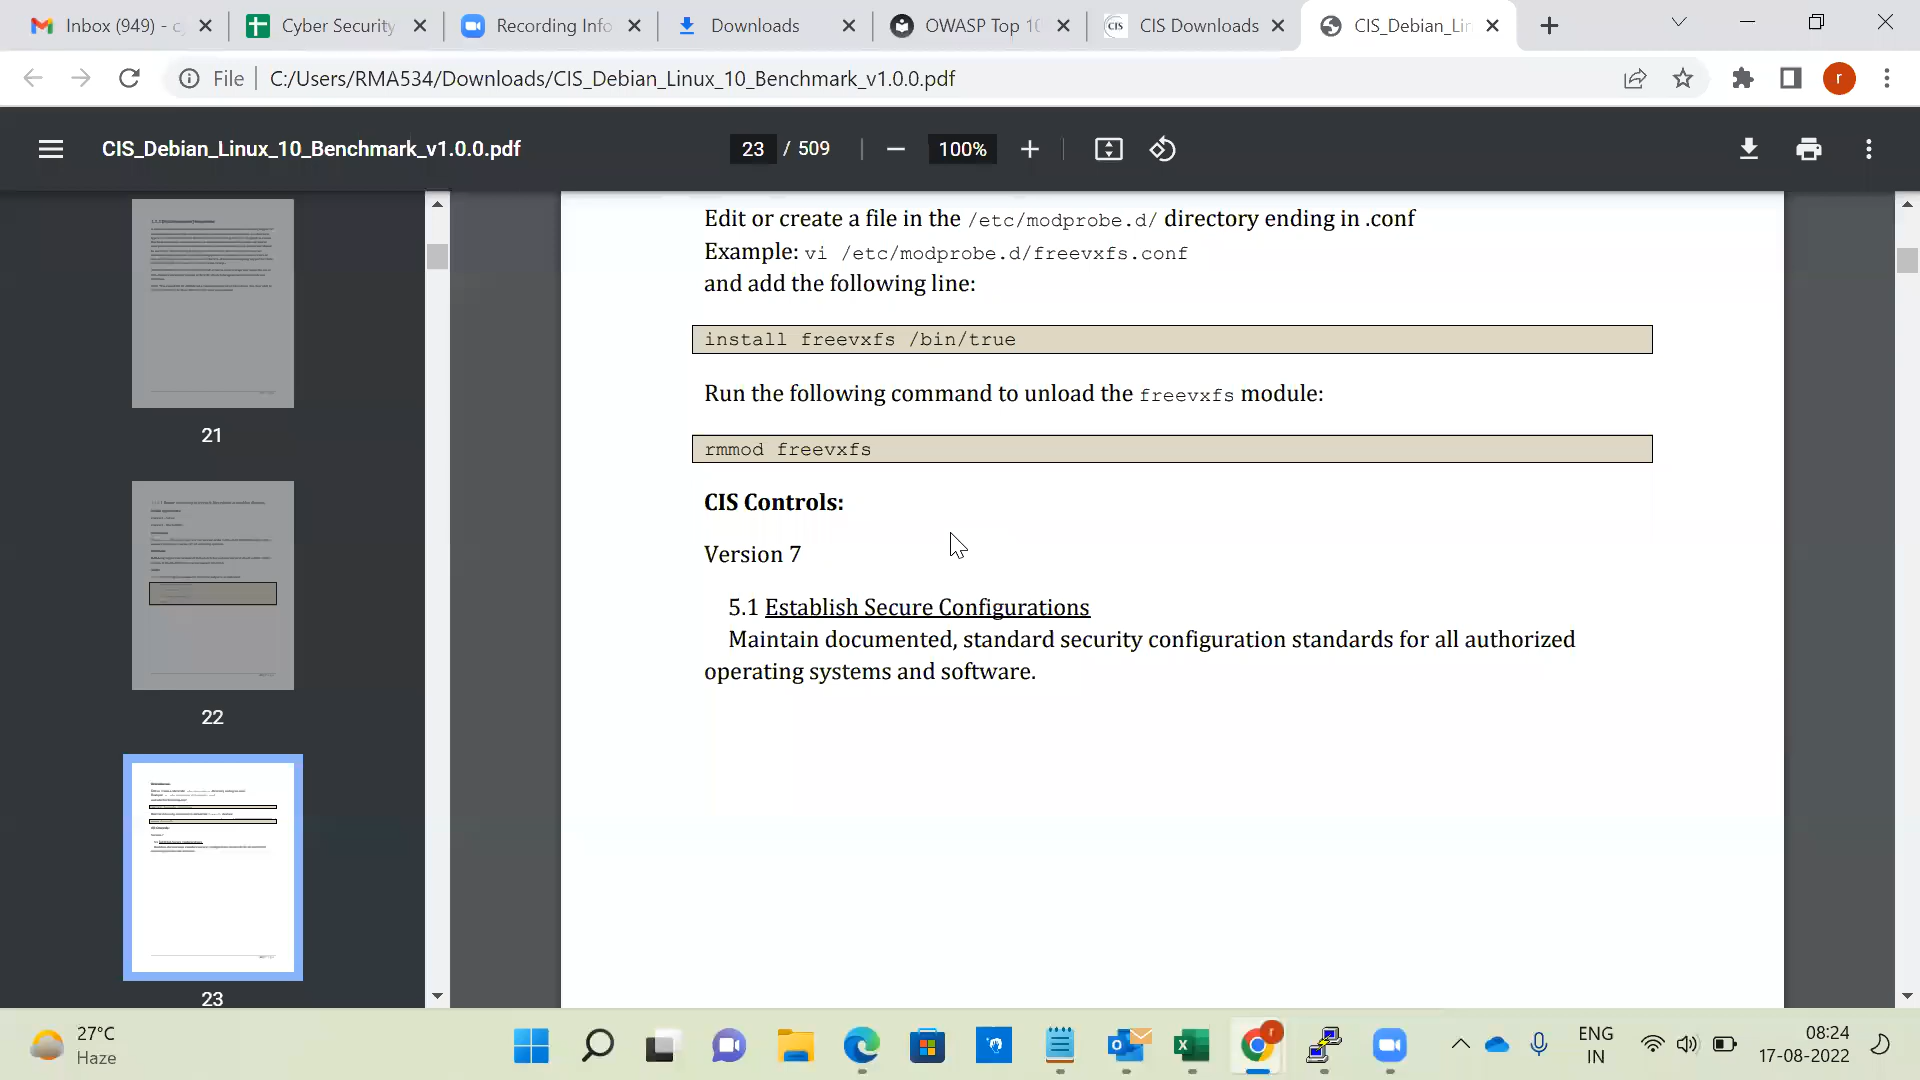 Inbox (949) - c
Cyber Security
Recording Info
Downloads
OWASP Top 10
CIS Downloads
CIS_Debian_Lin
File
C:/Users/RMA534/Downloads/CIS_Debian_Linux_10_Benchmark_v1.0.0.pdf
r
CIS_Debian_Linux_10_Benchmark_v1.0.0.pdf
23 / 509
100%
Edit or create a file in the /etc/modprobe.d/ directory ending in .conf
Example: vi /etc/modprobe.d/freevxfs.conf
and add the following line:
install freevxfs /bin/true
Run the following command to unload the freevxfs module:
rmmod freevxfs
CIS Controls:
Version 7
5.1 Establish Secure Configurations
Maintain documented, standard security configuration standards for all authorized
operating systems and software.
21
22
23
27°C
Haze
ENG
IN
08:24
17-08-2022